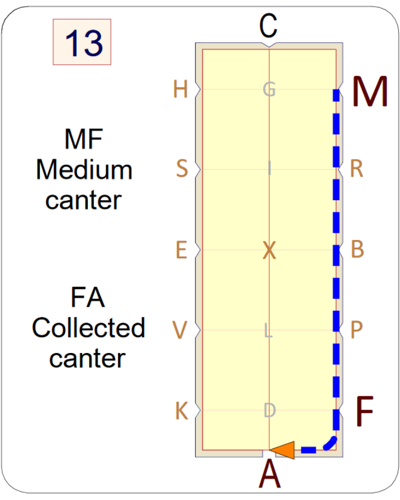 13
C
H G M
MF
Medium
canter
S I R
E X B
FA
Collected
canter
V L P
K D F
A